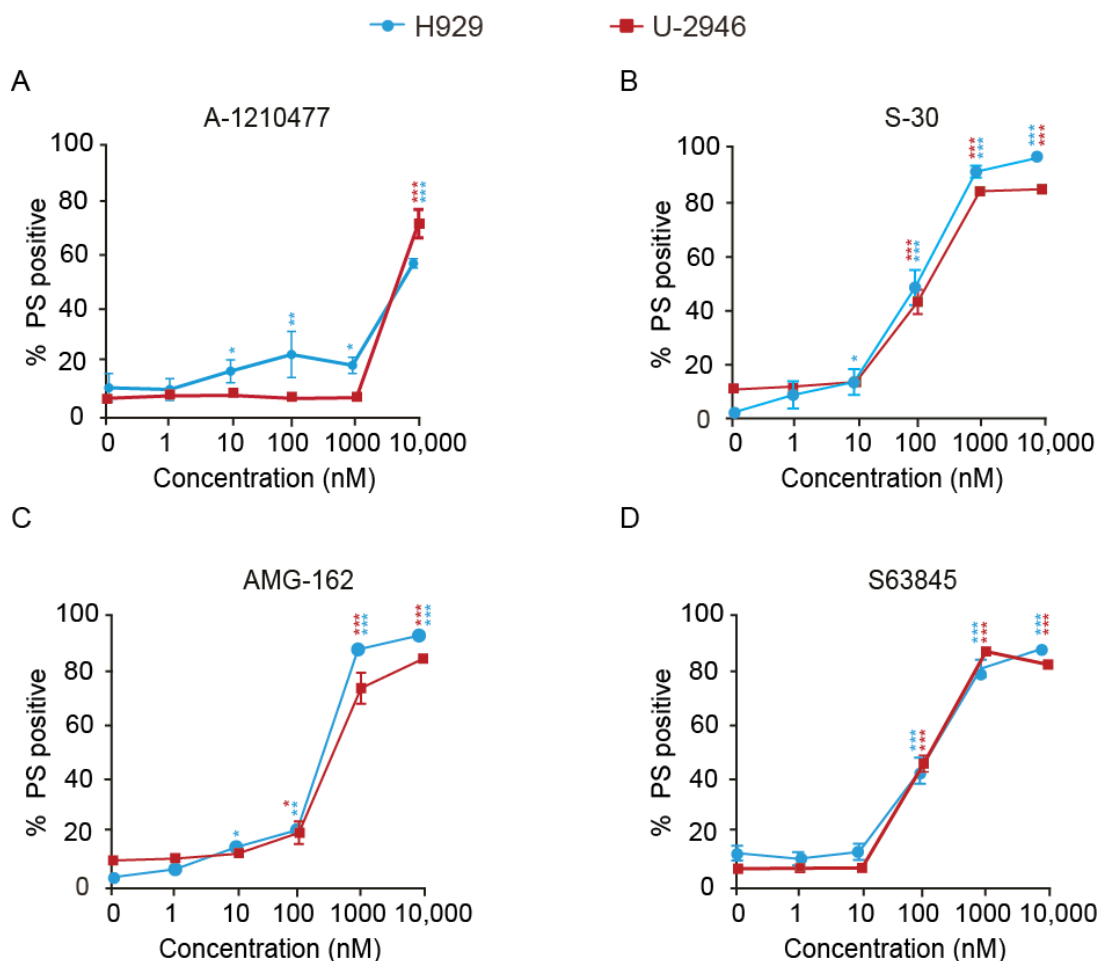 H929 U-2946
A B
A-1210477 S-30
100 100
*** *** *** *** *** ***
80 80
60 60
% PS positive % PS positive
*** ***
40 40
* ** * *
20 20
0 0
0 1 10 100 1000 10,000 0 1 10 100 1000 10,000
Concentration (nM) Concentration (nM)
C D
AMG-162 S63845
100 100
*** *** *** *** *** *** *** ***
80 80
60 60
% PS positive % PS positive
*** ***
40 40
* * **
20 20
0 0
0 1 10 100 1000 10,000 0 1 10 100 1000 10,000
Concentration (nM) Concentration (nM)